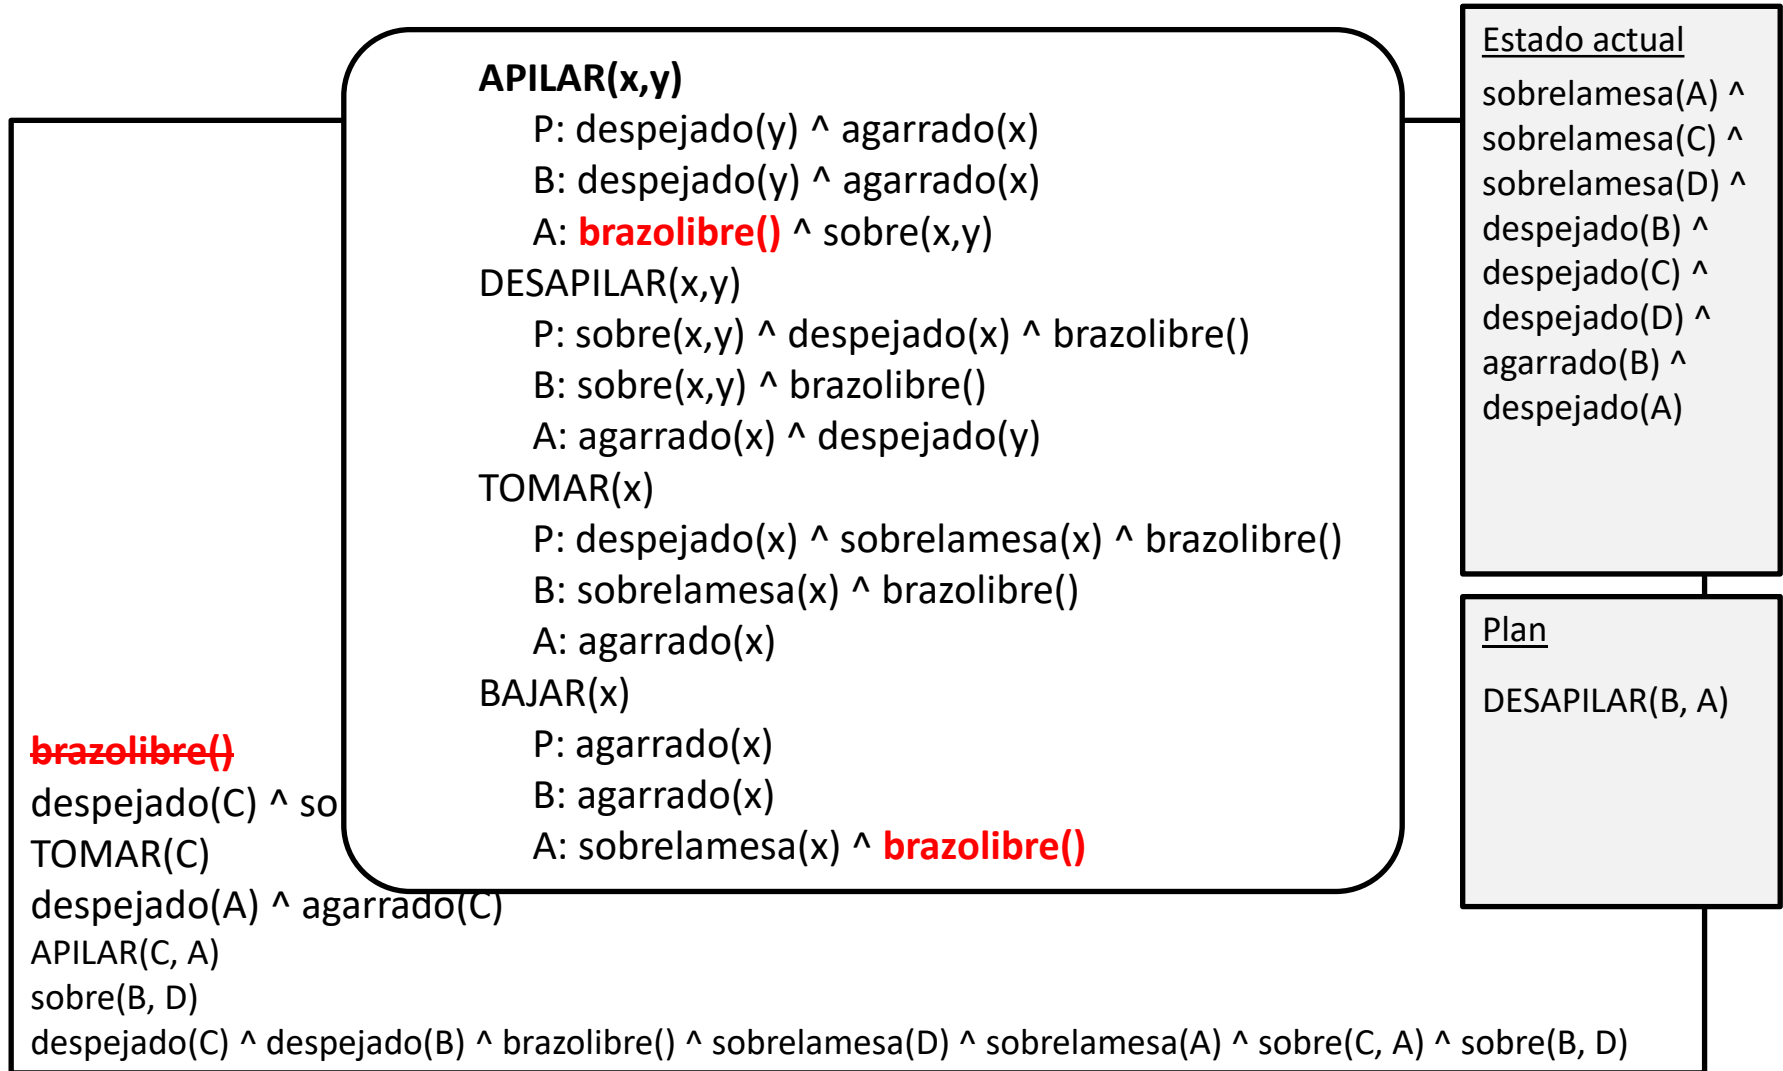 APILAR(x,y)
P: despejado(y) ^ agarrado(x)
B: despejado(y) ^ agarrado(x)
A: brazolibre() ^ sobre(x,y)
DESAPILAR(x,y)
P: sobre(x,y) ^ despejado(x) ^ brazolibre()
B: sobre(x,y) ^ brazolibre()
A: agarrado(x) ^ despejado(y)
TOMAR(x)
P: despejado(x) ^ sobrelamesa(x) ^ brazolibre()
B: sobrelamesa(x) ^ brazolibre()
A: agarrado(x)
BAJAR(x)
P: agarrado(x)
B: agarrado(x)
A: sobrelamesa(x) ^ brazolibre()
Estado actual
sobrelamesa(A) ^
sobrelamesa(C) ^
sobrelamesa(D) ^
despejado(B) ^
despejado(C) ^
despejado(D) ^
agarrado(B) ^
despejado(A)
Plan
DESAPILAR(B, A)
brazolibre()
despejado(C) ^ so
TOMAR(C)
despejado(A) ^ agarrado(C)
APILAR(C, A)
sobre(B, D)
despejado(C) ^ despejado(B) ^ brazolibre() ^ sobrelamesa(D) ^ sobrelamesa(A) ^ sobre(C, A) ^ sobre(B, D)